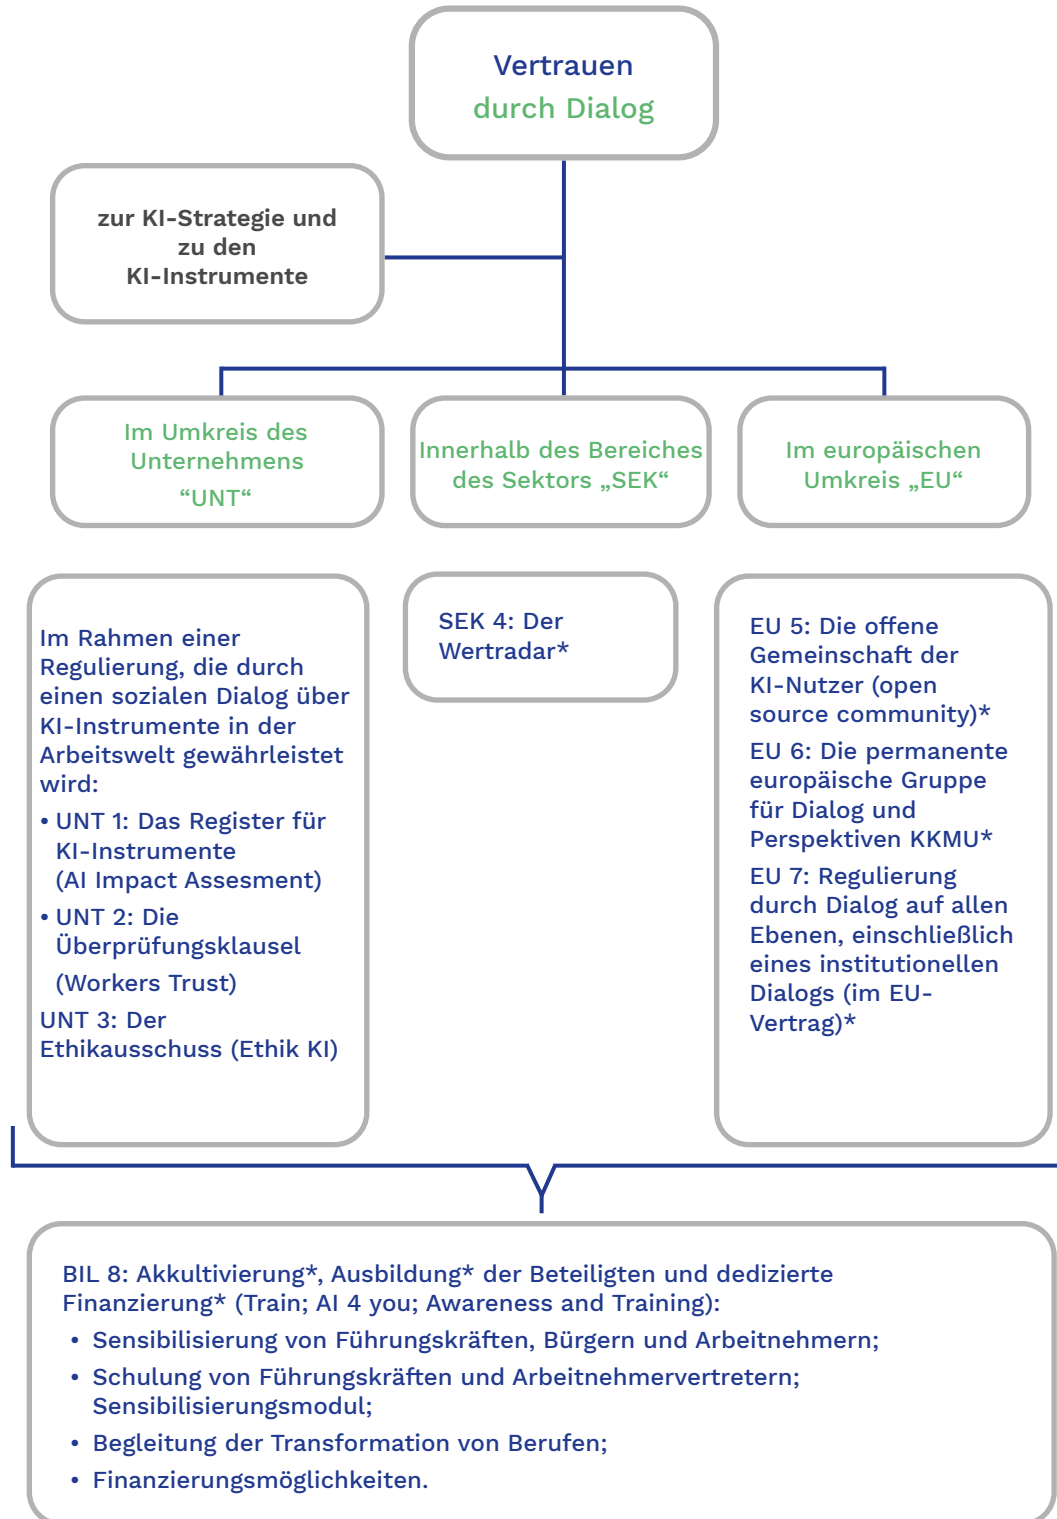 Vertrauen
durch Dialog
zur KI-Strategie und
zu den
KI-Instrumente
Im Umkreis des
Unternehmens
“UNT“
Innerhalb des Bereiches
des Sektors „SEK“
Im europäischen
Umkreis „EU“
Im Rahmen einer
Regulierung, die durch
einen sozialen Dialog über
KI-Instrumente in der
Arbeitswelt gewährleistet
wird:
• UNT 1: Das Register für
KI-Instrumente
(AI Impact Assesment)
• UNT 2: Die
Überprüfungsklausel
(Workers Trust)
UNT 3: Der
Ethikausschuss (Ethik KI)
SEK 4: Der
Wertradar*
EU 5: Die offene
Gemeinschaft der
KI-Nutzer (open
source community)*
EU 6: Die permanente
europäische Gruppe
für Dialog und
Perspektiven KKMU*
EU 7: Regulierung
durch Dialog auf allen
Ebenen, einschließlich
eines institutionellen
Dialogs (im EU-
Vertrag)*
BIL 8: Akkultivierung*, Ausbildung* der Beteiligten und dedizierte
Finanzierung* (Train; AI 4 you; Awareness and Training):
• Sensibilisierung von Führungskräften, Bürgern und Arbeitnehmern;
• Schulung von Führungskräften und Arbeitnehmervertretern;
Sensibilisierungsmodul;
• Begleitung der Transformation von Berufen;
• Finanzierungsmöglichkeiten.